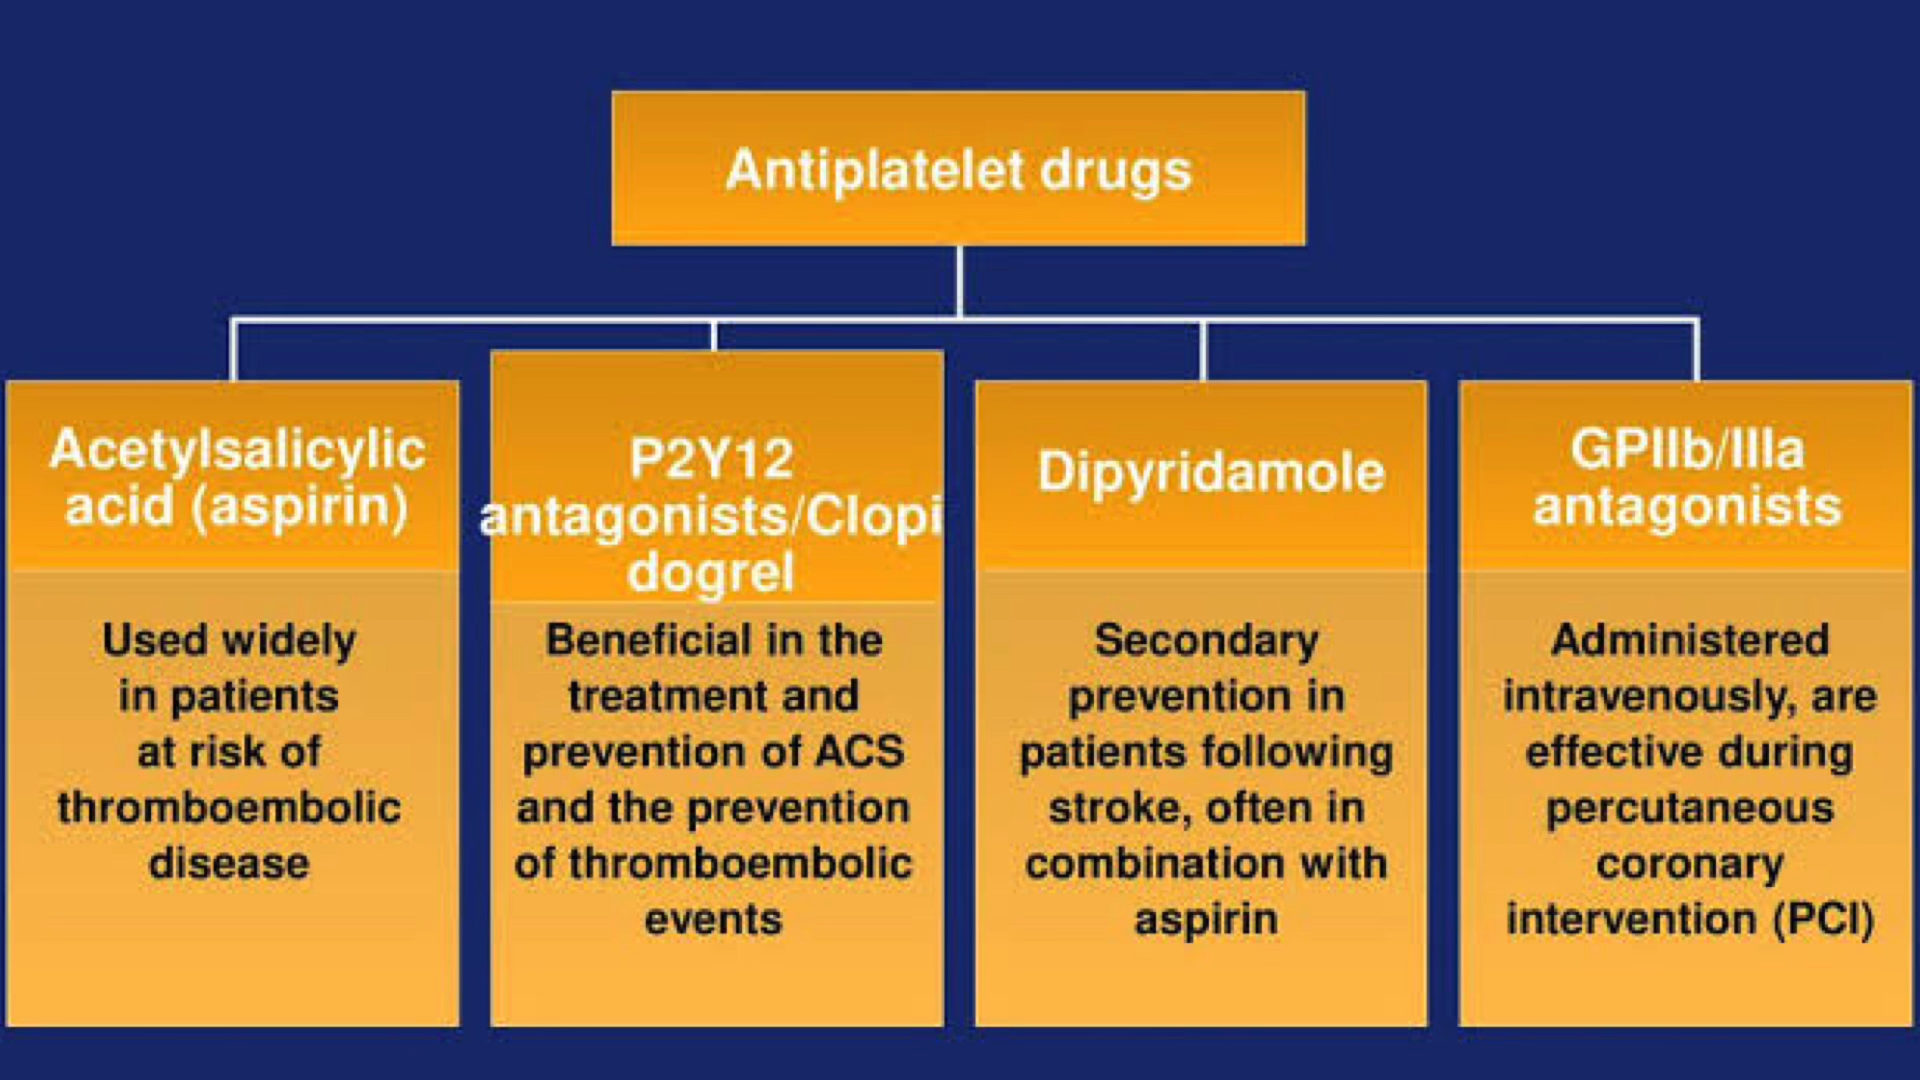 Antiplatelet drugs
Acetylsalicylic
acid (aspirin)
Used widely
in patients
at risk of
thromboembolic
disease
P2Y12
antagonists/Clopi
dogrel
Beneficial in the
treatment and
prevention of ACS
and the prevention
of thromboembolic
events
Dipyridamole
Secondary
prevention in
patients following
stroke, often in
combination with
aspirin
GPIIb/IIIa
antagonists
Administered
intravenously, are
effective during
percutaneous
coronary
intervention (PCI)